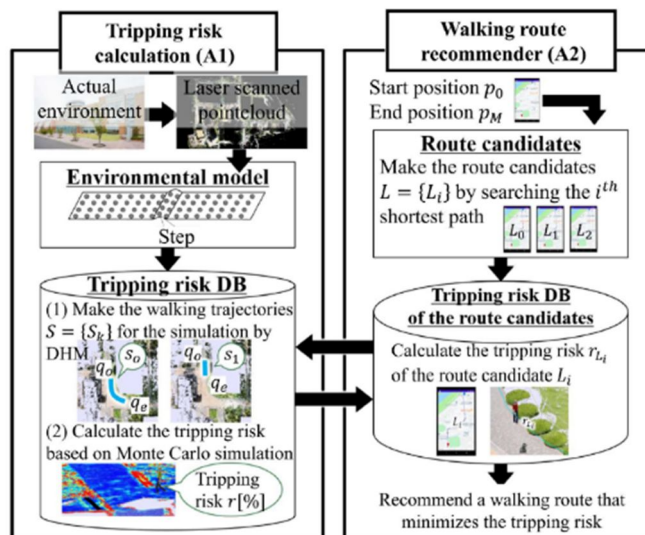 Tripping risk
calculation (A1)
Actual
environment
Laser scanned
pointcloud
Environmental model
Step
Tripping risk DB
(1) Make the walking trajectories
S = {S_k} for the simulation by
DHM
q_o
s_o
q_e
q_o
s_1
q_e
(2) Calculate the tripping risk
based on Monte Carlo simulation
Tripping
risk r[%]
Walking route
recommender (A2)
Start position p_0
End position p_M
Route candidates
Make the route candidates
L = {L_i} by searching the i^th
shortest path
L_0
L_1
L_2
Tripping risk DB
of the route candidates
Calculate the tripping risk r_{L_i}
of the route candidate L_i
L_i
r_{L_i}
Recommend a walking route that
minimizes the tripping risk